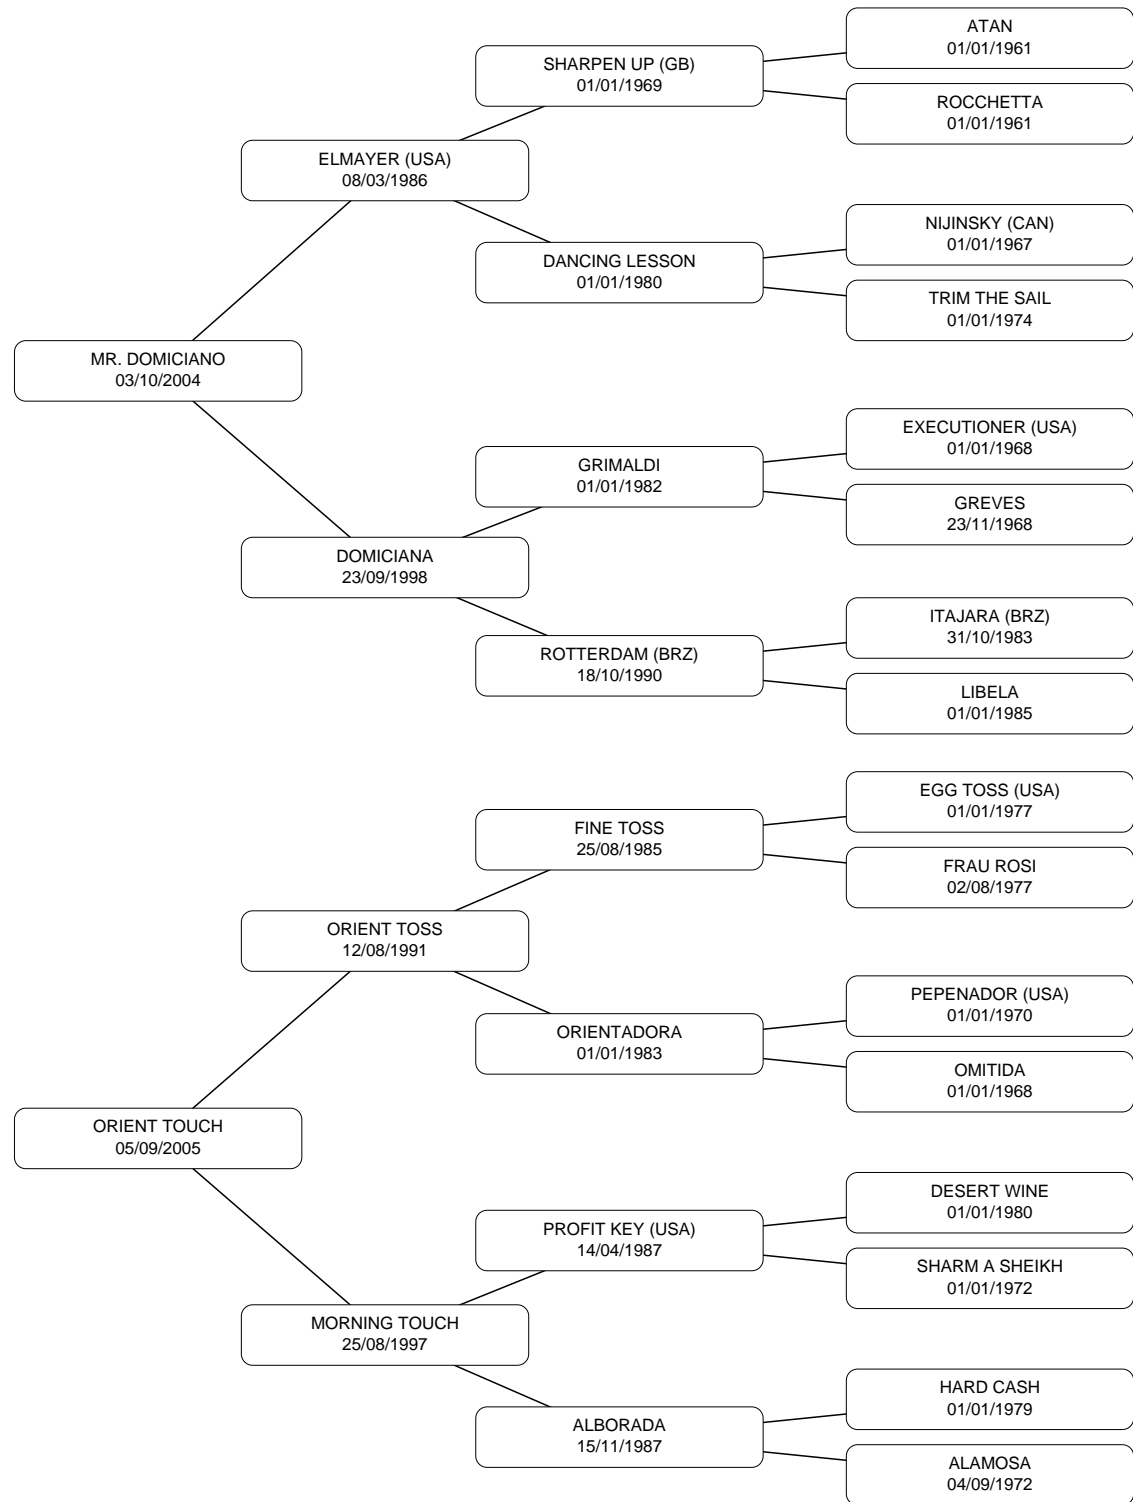 ATAN
01/01/1961
SHARPEN UP (GB)
01/01/1969
ROCCHETTA
01/01/1961
ELMAYER (USA)
08/03/1986
NIJINSKY (CAN)
01/01/1967
DANCING LESSON
01/01/1980
TRIM THE SAIL
01/01/1974
MR. DOMICIANO
03/10/2004
EXECUTIONER (USA)
01/01/1968
GRIMALDI
01/01/1982
GREVES
23/11/1968
DOMICIANA
23/09/1998
ITAJARA (BRZ)
31/10/1983
ROTTERDAM (BRZ)
18/10/1990
LIBELA
01/01/1985
EGG TOSS (USA)
01/01/1977
FINE TOSS
25/08/1985
FRAU ROSI
02/08/1977
ORIENT TOSS
12/08/1991
PEPENADOR (USA)
01/01/1970
ORIENTADORA
01/01/1983
OMITIDA
01/01/1968
ORIENT TOUCH
05/09/2005
DESERT WINE
01/01/1980
PROFIT KEY (USA)
14/04/1987
SHARM A SHEIKH
01/01/1972
MORNING TOUCH
25/08/1997
HARD CASH
01/01/1979
ALBORADA
15/11/1987
ALAMOSA
04/09/1972